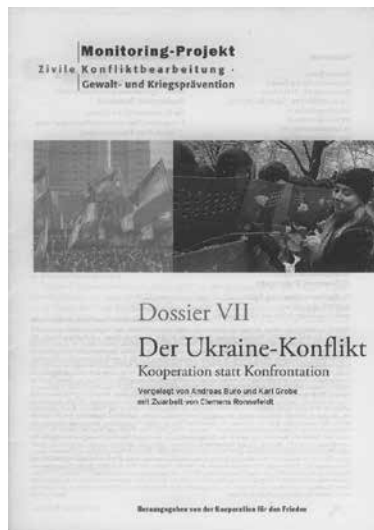 Monitoring-Projekt
Zivile Konfliktbearbeitung ·
Gewalt- und Kriegsprävention
Dossier VII
Der Ukraine-Konflikt
Kooperation statt Konfrontation
Vorgelegt von Andreas Buro und Karl Grobe
mit Zuarbeit von Clemens Ronnefeldt
Herausgegeben von der Kooperation für den Frieden